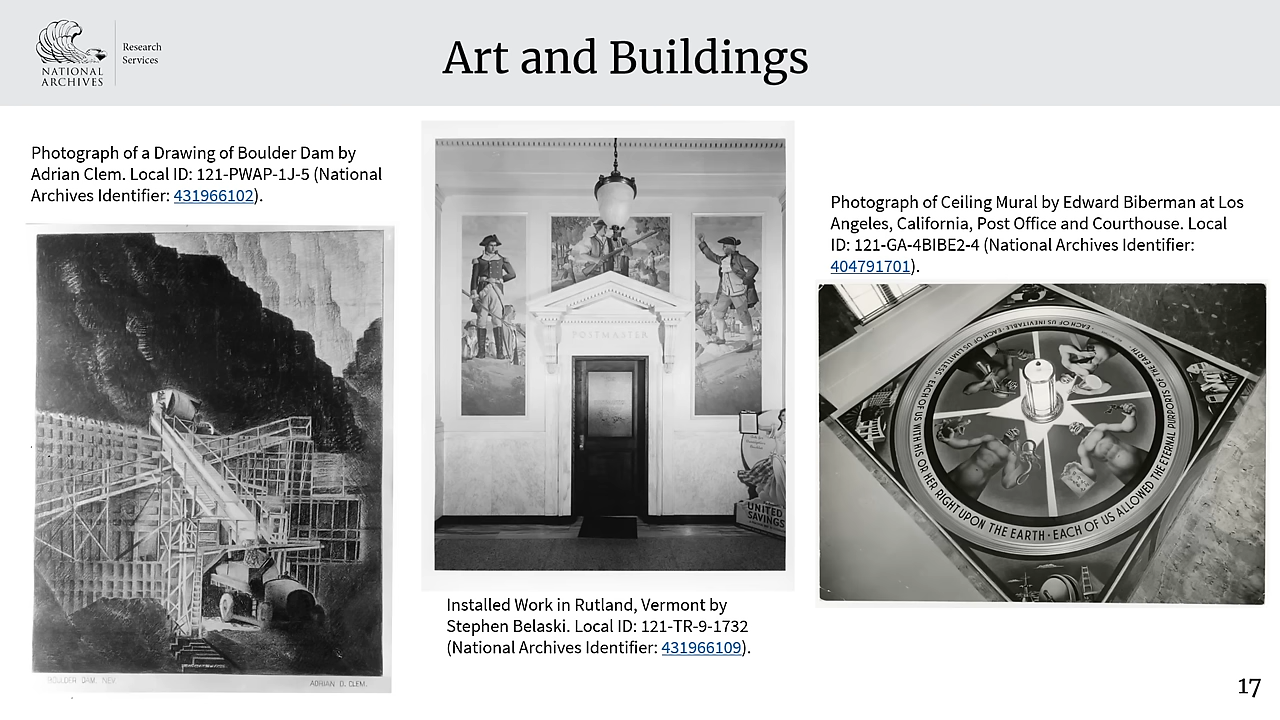 NATIONAL
ARCHIVES
Research
Services
Art and Buildings
Photograph of a Drawing of Boulder Dam by
Adrian Clem. Local ID: 121-PWAP-1J-5 (National
Archives Identifier: 431966102).
BOULDER DAM. NEV
ADRIAN D. CLEM.
POSTMASTER
UNITED
SAVINGS
Installed Work in Rutland, Vermont by
Stephen Belaski. Local ID: 121-TR-9-1732
(National Archives Identifier: 431966109).
Photograph of Ceiling Mural by Edward Biberman at Los
Angeles, California, Post Office and Courthouse. Local
ID: 121-GA-4BIBE2-4 (National Archives Identifier:
404791701).
EACH OF US INEVITABLE · EACH OF US LIMITLESS · EACH OF US WITH HIS OR HER RIGHT UPON THE EARTH · EACH OF US ALLOWED THE ETERNAL PURPORTS OF THE EARTH ·
17